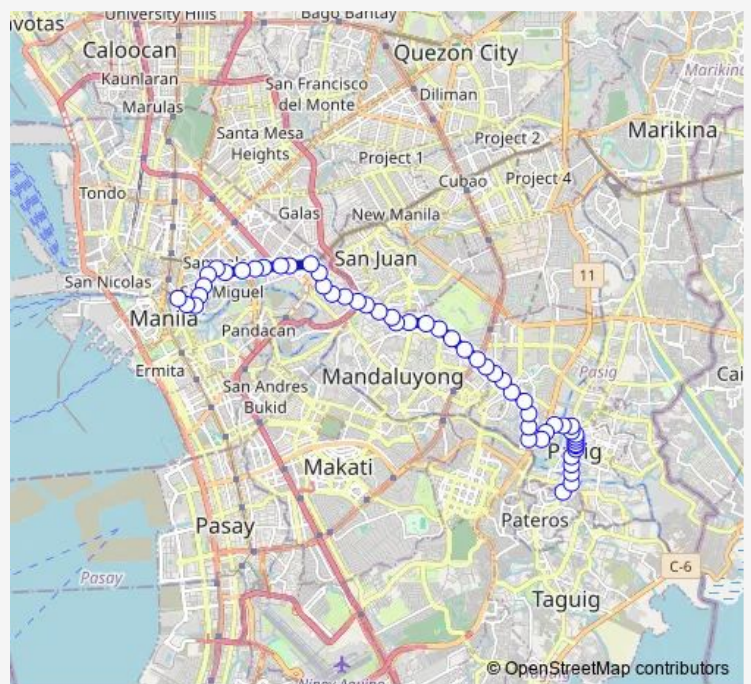 University Hills
Bago Bantay
votas
Caloocan
Quezon City
Kaunlaran
San Francisco
del Monte
Diliman
Marikina
Marulas
Marikina
Santa Mesa
Heights
Project 2
Project 1
Cubao
Project 4
Tondo
Galas
New Manila
San Juan
11
San Nicolas
Miguel
Manila
Pandacan
Ermita
Mandaluyong
Pasig
Cai
San Andres
Bukid
Makati
Pateros
Pasay
C-6
Pasay
Taguig
© OpenStreetMap contributors